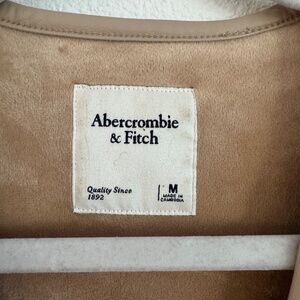 Abercrombie
& Fitch
Quality Since
1892
M
MADE IN
CAMBODIA